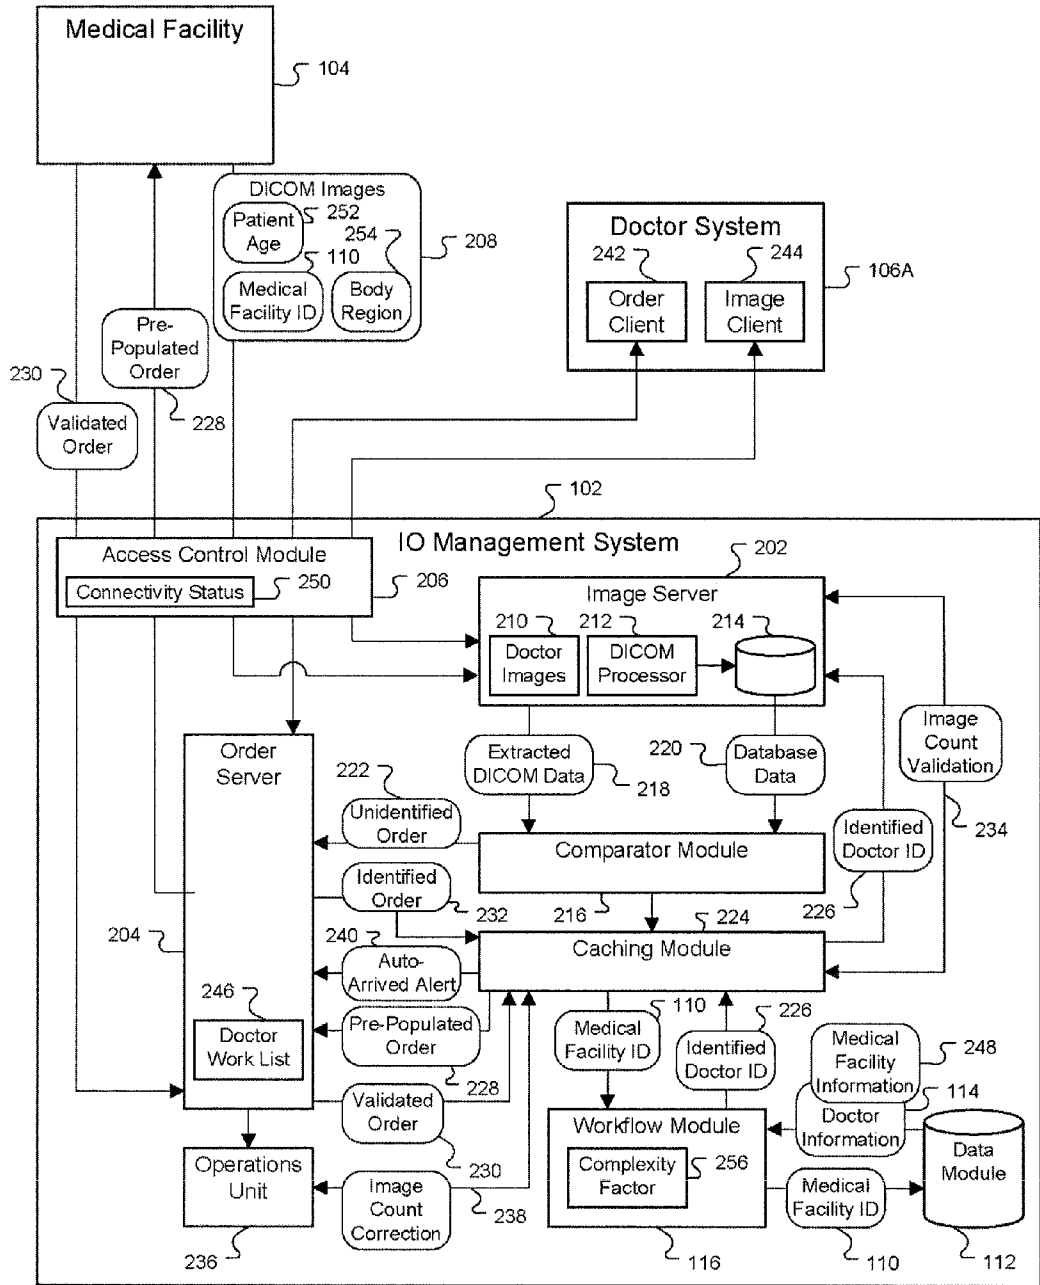 Medical Facility
104
DICOM Images
Patient
Age
252
254
110
208
Medical
Facility ID
Body
Region
Doctor System
242
244
106A
Order
Client
Image
Client
Pre-
Populated
Order
230
228
Validated
Order
102
IO Management System
Access Control Module
Connectivity Status
250
206
202
Image Server
210
212
214
Doctor
Images
DICOM
Processor
Order
Server
Extracted
DICOM Data
218
220
Database
Data
Image
Count
Validation
234
222
Unidentified
Order
Comparator Module
216
Identified
Doctor ID
226
Identified
Order
232
224
Caching Module
204
240
Auto-
Arrived Alert
246
Doctor
Work List
Pre-Populated
Order
228
110
Medical
Facility ID
226
Identified
Doctor ID
Medical
Facility
Information
248
114
Doctor
Information
Validated
Order
230
Workflow Module
Complexity
Factor
256
Data
Module
Operations
Unit
Image
Count
Correction
238
Medical
Facility ID
236
116
110
112